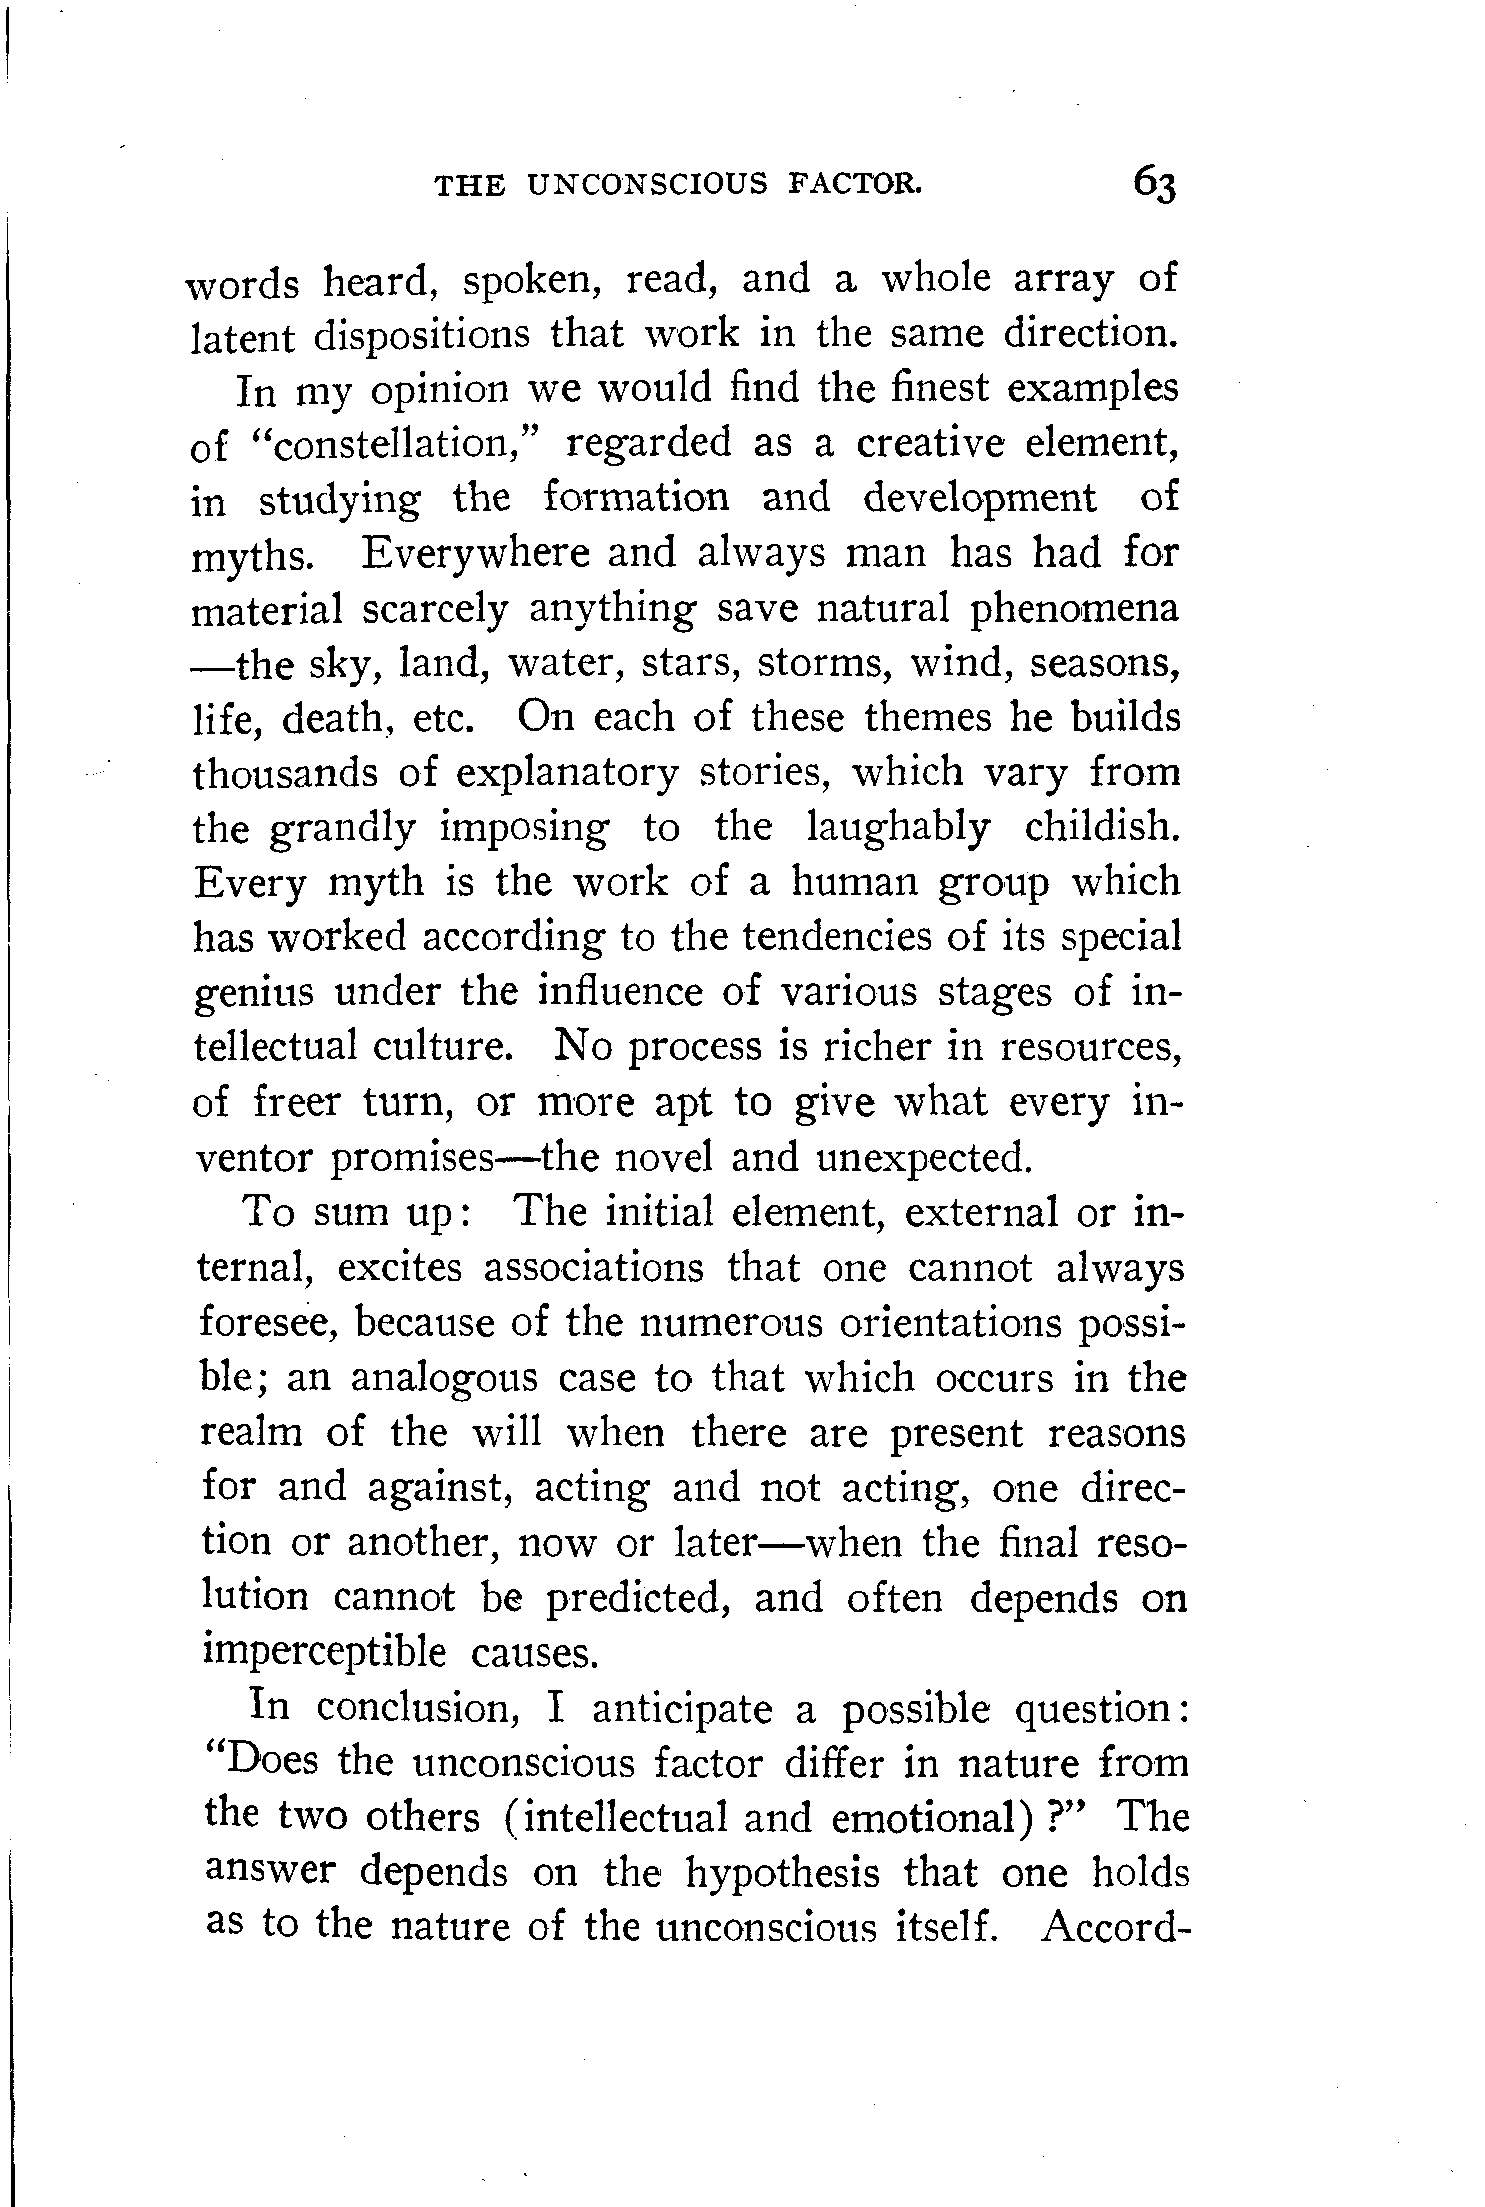 THE UNCONSCIOUS FACTOR. 63
words heard, spoken, read, and a whole array of
latent dispositions that work in the same direction.
In my opinion we would find the finest examples
of "constellation," regarded as a creative element,
in studying the formation and development of
myths. Everywhere and always man has had for
material scarcely anything save natural phenomena
—the sky, land, water, stars, storms, wind, seasons,
life, death, etc. On each of these themes he builds
thousands of explanatory stories, which vary from
the grandly imposing to the laughably childish.
Every myth is the work of a human group which
has worked according to the tendencies of its special
genius under the influence of various stages of in-
tellectual culture. No process is richer in resources,
of freer turn, or more apt to give what every in-
ventor promises—the novel and unexpected.
To sum up: The initial element, external or in-
ternal, excites associations that one cannot always
foresee, because of the numerous orientations possi-
ble; an analogous case to that which occurs in the
realm of the will when there are present reasons
for and against, acting and not acting, one direc-
tion or another, now or later—when the final reso-
lution cannot be predicted, and often depends on
imperceptible causes.
In conclusion, I anticipate a possible question:
"Does the unconscious factor differ in nature from
the two others (intellectual and emotional)?" The
answer depends on the hypothesis that one holds
as to the nature of the unconscious itself. Accord-